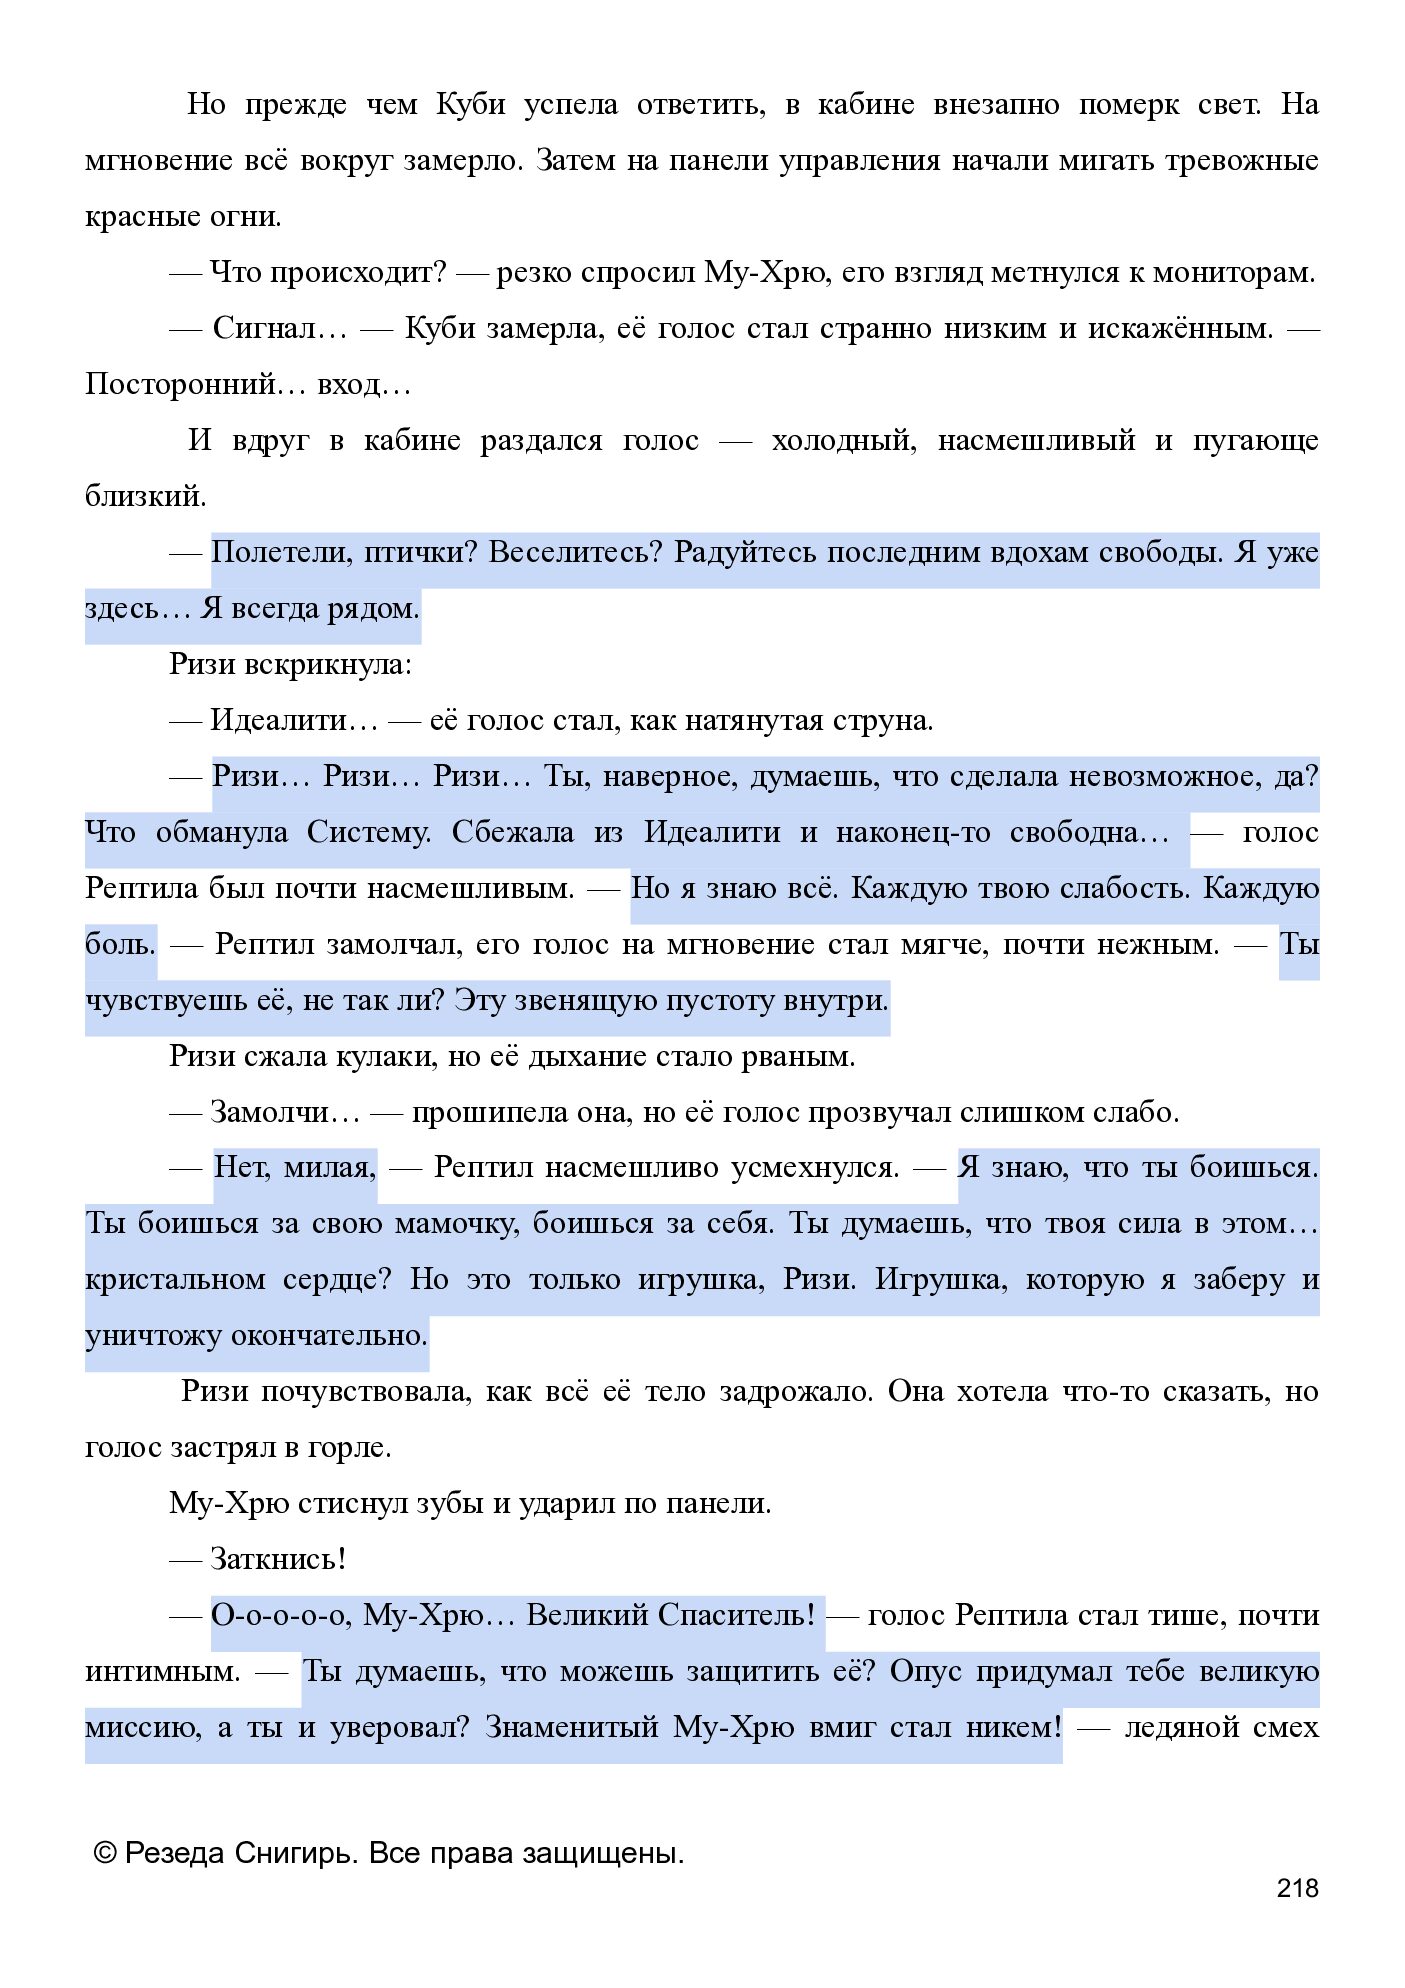 Но прежде чем Куби успела ответить, в кабине внезапно померк свет. На
мгновение всё вокруг замерло. Затем на панели управления начали мигать тревожные
красные огни.
— Что происходит? — резко спросил Му-Хрю, его взгляд метнулся к мониторам.
— Сигнал… — Куби замерла, её голос стал странно низким и искажённым. —
Посторонний… вход…
И вдруг в кабине раздался голос — холодный, насмешливый и пугающе
близкий.
— Полетели, птички? Веселитесь? Радуйтесь последним вдохам свободы. Я уже
здесь… Я всегда рядом.
Ризи вскрикнула:
— Идеалити… — её голос стал, как натянутая струна.
— Ризи… Ризи… Ризи… Ты, наверное, думаешь, что сделала невозможное, да?
Что обманула Систему. Сбежала из Идеалити и наконец-то свободна… — голос
Рептила был почти насмешливым. — Но я знаю всё. Каждую твою слабость. Каждую
боль. — Рептил замолчал, его голос на мгновение стал мягче, почти нежным. — Ты
чувствуешь её, не так ли? Эту звенящую пустоту внутри.
Ризи сжала кулаки, но её дыхание стало рваным.
— Замолчи… — прошипела она, но её голос прозвучал слишком слабо.
— Нет, милая, — Рептил насмешливо усмехнулся. — Я знаю, что ты боишься.
Ты боишься за свою мамочку, боишься за себя. Ты думаешь, что твоя сила в этом…
кристальном сердце? Но это только игрушка, Ризи. Игрушка, которую я заберу и
уничтожу окончательно.
Ризи почувствовала, как всё её тело задрожало. Она хотела что-то сказать, но
голос застрял в горле.
Му-Хрю стиснул зубы и ударил по панели.
— Заткнись!
— О-о-о-о-о, Му-Хрю… Великий Спаситель! — голос Рептила стал тише, почти
интимным. — Ты думаешь, что можешь защитить её? Опус придумал тебе великую
миссию, а ты и уверовал? Знаменитый Му-Хрю вмиг стал никем! — ледяной смех
© Резеда Снигирь. Все права защищены.
218